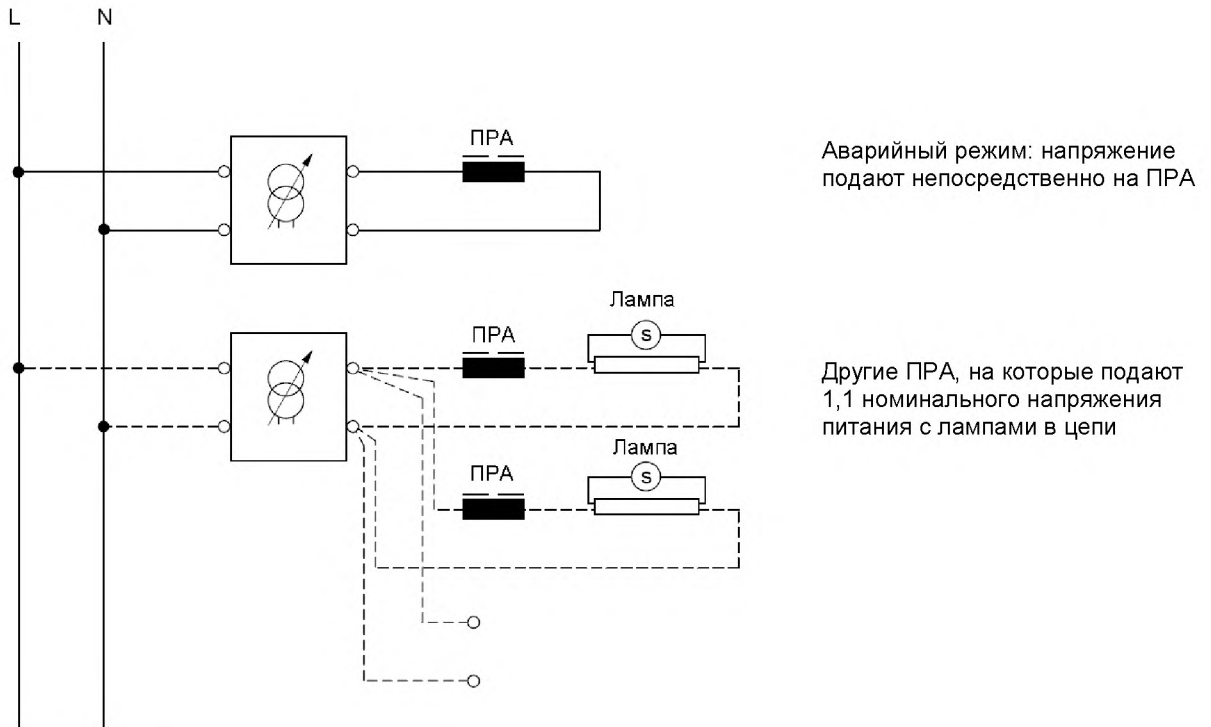 L N
ПРА
Аварийный режим: напряжение
подают непосредственно на ПРА
Лампа
S
ПРА
Другие ПРА, на которые подают
1,1 номинального напряжения
питания с лампами в цепи
Лампа
S
ПРА